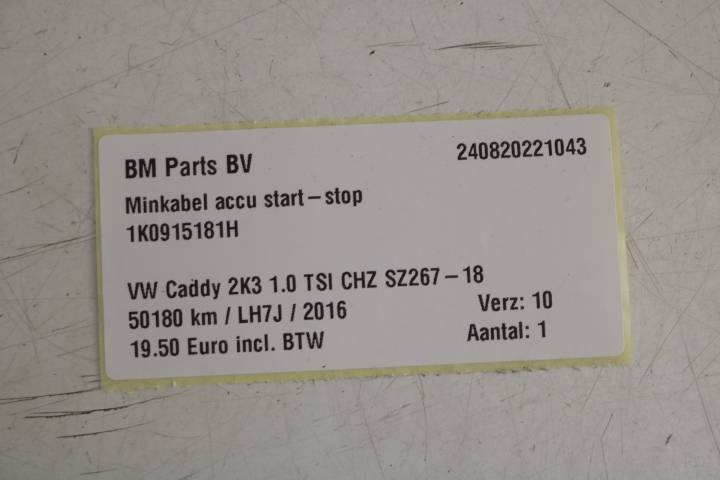 BM Parts BV 240820221043
Minkabel accu start-stop
1K0915181H
VW Caddy 2K3 1.0 TSI CHZ SZ267-18
50180 km / LH7J / 2016 Verz: 10
19.50 Euro incl. BTW Aantal: 1